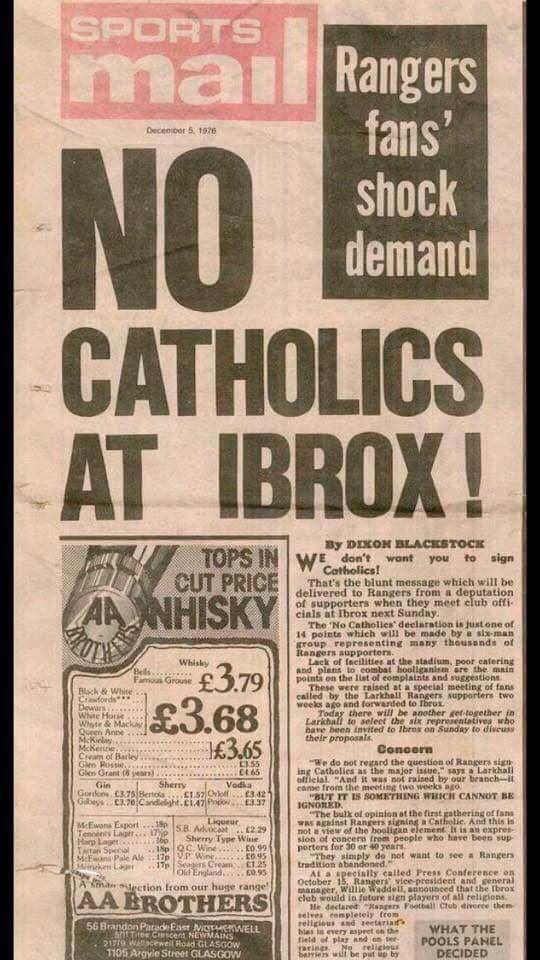 SPORTS
mail
December 5, 1976
Rangers
fans'
shock
demand
NO
CATHOLICS
AT IBROX!
TOPS IN
CUT PRICE
WHISKY
AA
BROTHERS
Whisky
Bells
Famous Grouse £3.79
Black & White
Crawfords***
Dewars
White Horse
Whyte & Mackay
Queen Anne £3.68
McKinlay
McKenzie
Cream of Barley £3.65
Glen Rossie £3.55
Glen Grant (8 years) £4.65
Gin Sherry Vodka
Gordons £3.75 Bertola £1.57 Orloff £3.42
Gilbeys £3.70 Candlelight £1.47 Popov £3.37
McEwans Export 18p
Tennents Lager 17½p
Harp Lager 16p
Tartan Special 18p
McEwans Pale Ale 17p
Heineken Lager 17p
Liqueur
S.B. Advocaat £2.29
Sherry Type Wine
Q.C. Wine £0.99
V.P. Wine £0.95
Seagers Cream £1.25
Old England £0.95
A small selection from our huge range!
AA BROTHERS
56 Brandon Parade East MOTHERWELL
5/11 Tiree Crescent, NEWMAINS
Wallacewell Road GLASGOW
1105 Argyle Street GLASGOW
By DIXON BLACKSTOCK
WE don't want you to sign
Catholics!
That's the blunt message which will be
delivered to Rangers from a deputation
of supporters when they meet club offi-
cials at Ibrox next Sunday.
The 'No Catholics' declaration is just one of
14 points which will be made by a six-man
group representing many thousands of
Rangers supporters.
Lack of facilities at the stadium, poor catering
and plans to combat hooliganism are the main
points on the list of complaints and suggestions.
These were raised at a special meeting of fans
called by the Larkhall Rangers supporters two
weeks ago and forwarded to Ibrox.
Today there will be another get-together in
Larkhall to select the six representatives who
have been invited to Ibrox on Sunday to discuss
their proposals.
Concern
"We do not regard the question of Rangers sign-
ing Catholics as the major issue," says a Larkhall
official. "And it was not raised by our branch—it
came from the meeting two weeks ago.
"BUT IT IS SOMETHING WHICH CANNOT BE
IGNORED.
"The bulk of opinion at the first gathering of fans
was against Rangers signing a Catholic. And this is
not a view of the hooligan element. It is an expres-
sion of concern from people who have been sup-
porters for 30 or 40 years.
"They simply do not want to see a Rangers
tradition abandoned."
At a specially called Press Conference on
October 15, Rangers' vice-president and general
manager, Willie Waddell, announced that the Ibrox
club would in future sign players of all religions.
He declared: "Rangers Football Club divorce them-
selves completely from
religious and sectarian
bias in every aspect on the
field of play and on ter-
racings. No religious
barriers will be put up by
WHAT THE
POOLS PANEL
DECIDED